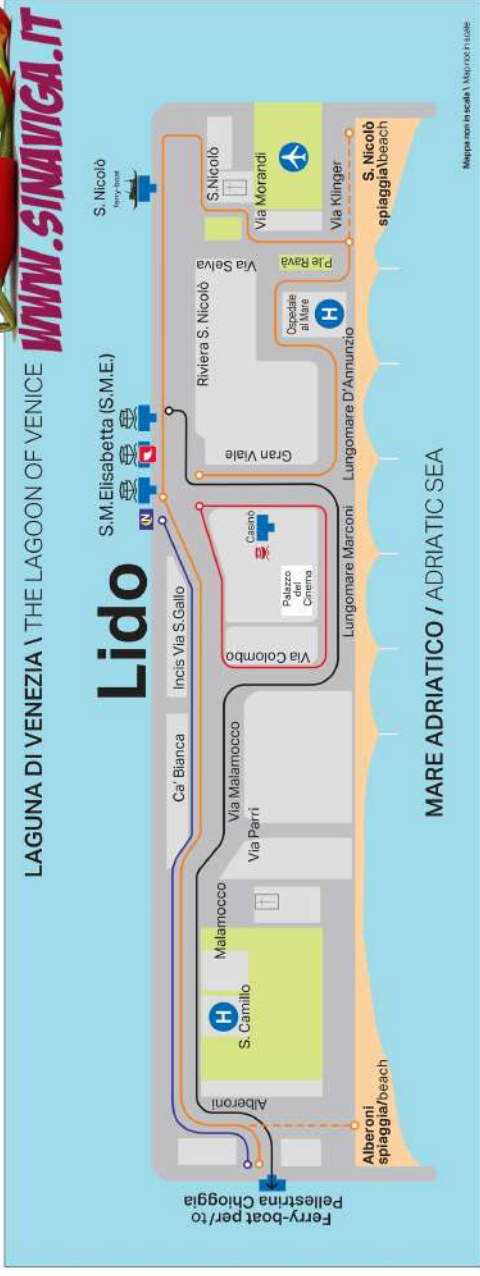 WWW.SINAVIGA.IT
LAGUNA DI VENEZIA \ THE LAGOON OF VENICE
Lido
S.M.Elisabetta (S.M.E.)
N
S. Nicolò
ferry-boat
Ca' Bianca
Incis Via S.Gallo
Riviera S. Nicolò
Via Selva
S.Nicolò
Via Morandi
Gran Viale
P.le Ravà
Via Klinger
Ospedale
al Mare
H
Casinò
Palazzo
del
Cinema
Via Colombo
Via Malamocco
Via Parri
Malamocco
H
S. Camillo
Alberoni
Lungomare Marconi
Lungomare D'Annunzio
S. Nicolò
spiaggia\beach
Alberoni
spiaggia/beach
Ferry-boat per/to
Pellestrina Chioggia
MARE ADRIATICO / ADRIATIC SEA
Mappa non in scala \ Map not in scale